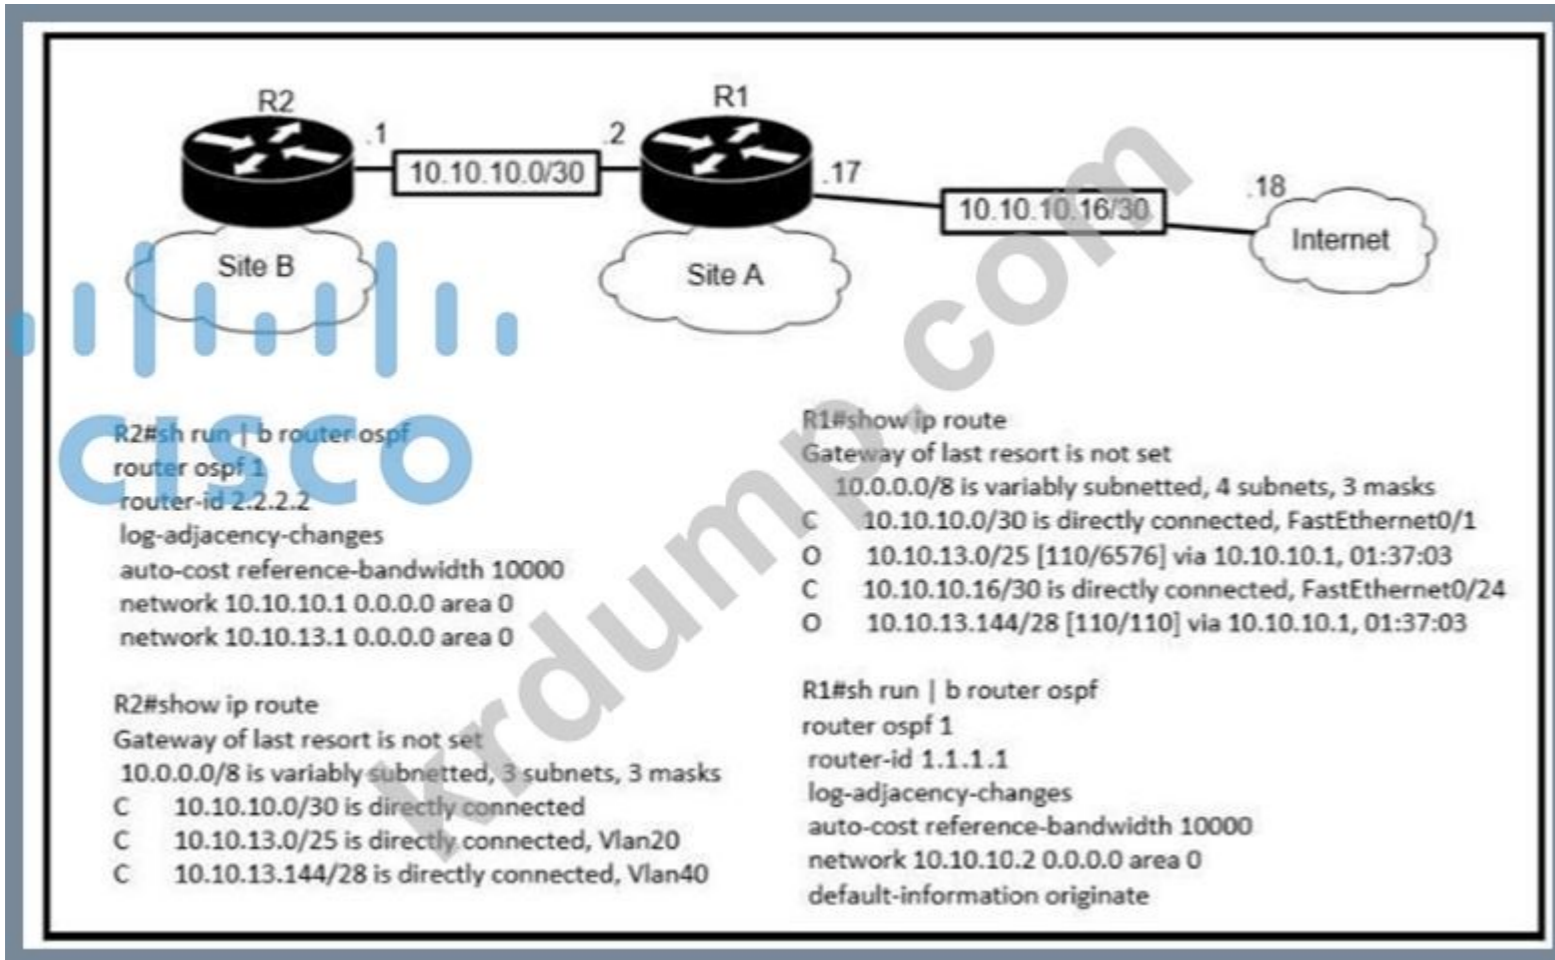 R2
R1
.1
.2
10.10.10.0/30
.17
10.10.10.16/30
.18
Internet
Site B
Site A
CISCO
krdump.com
R2#sh run | b router ospf
router ospf 1
router-id 2.2.2.2
log-adjacency-changes
auto-cost reference-bandwidth 10000
network 10.10.10.1 0.0.0.0 area 0
network 10.10.13.1 0.0.0.0 area 0
R2#show ip route
Gateway of last resort is not set
10.0.0.0/8 is variably subnetted, 3 subnets, 3 masks
C 10.10.10.0/30 is directly connected
C 10.10.13.0/25 is directly connected, Vlan20
C 10.10.13.144/28 is directly connected, Vlan40
R1#show ip route
Gateway of last resort is not set
10.0.0.0/8 is variably subnetted, 4 subnets, 3 masks
C 10.10.10.0/30 is directly connected, FastEthernet0/1
O 10.10.13.0/25 [110/6576] via 10.10.10.1, 01:37:03
C 10.10.10.16/30 is directly connected, FastEthernet0/24
O 10.10.13.144/28 [110/110] via 10.10.10.1, 01:37:03
R1#sh run | b router ospf
router ospf 1
router-id 1.1.1.1
log-adjacency-changes
auto-cost reference-bandwidth 10000
network 10.10.10.2 0.0.0.0 area 0
default-information originate